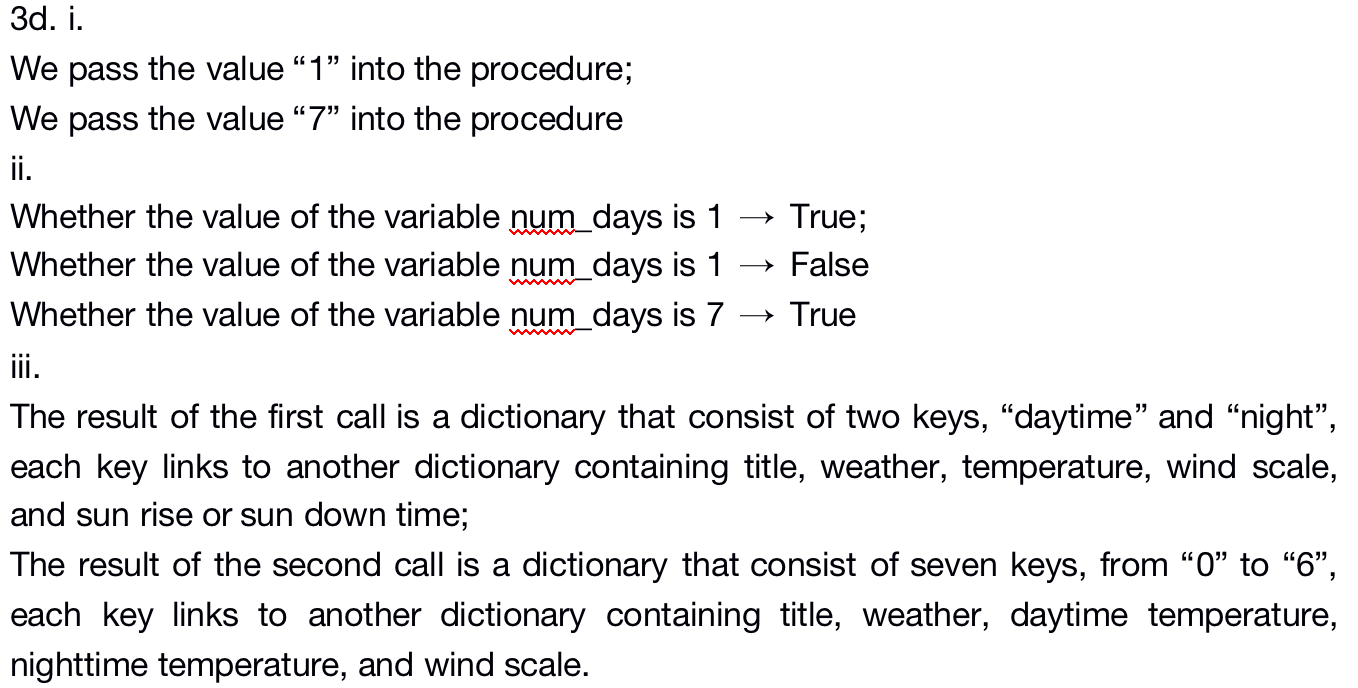 3d. i.
We pass the value “1” into the procedure;
We pass the value “7” into the procedure
ii.
Whether the value of the variable num_days is 1 → True;
Whether the value of the variable num_days is 1 → False
Whether the value of the variable num_days is 7 → True
iii.
The result of the first call is a dictionary that consist of two keys, “daytime” and “night”,
each key links to another dictionary containing title, weather, temperature, wind scale,
and sun rise or sun down time;
The result of the second call is a dictionary that consist of seven keys, from “0” to “6”,
each key links to another dictionary containing title, weather, daytime temperature,
nighttime temperature, and wind scale.